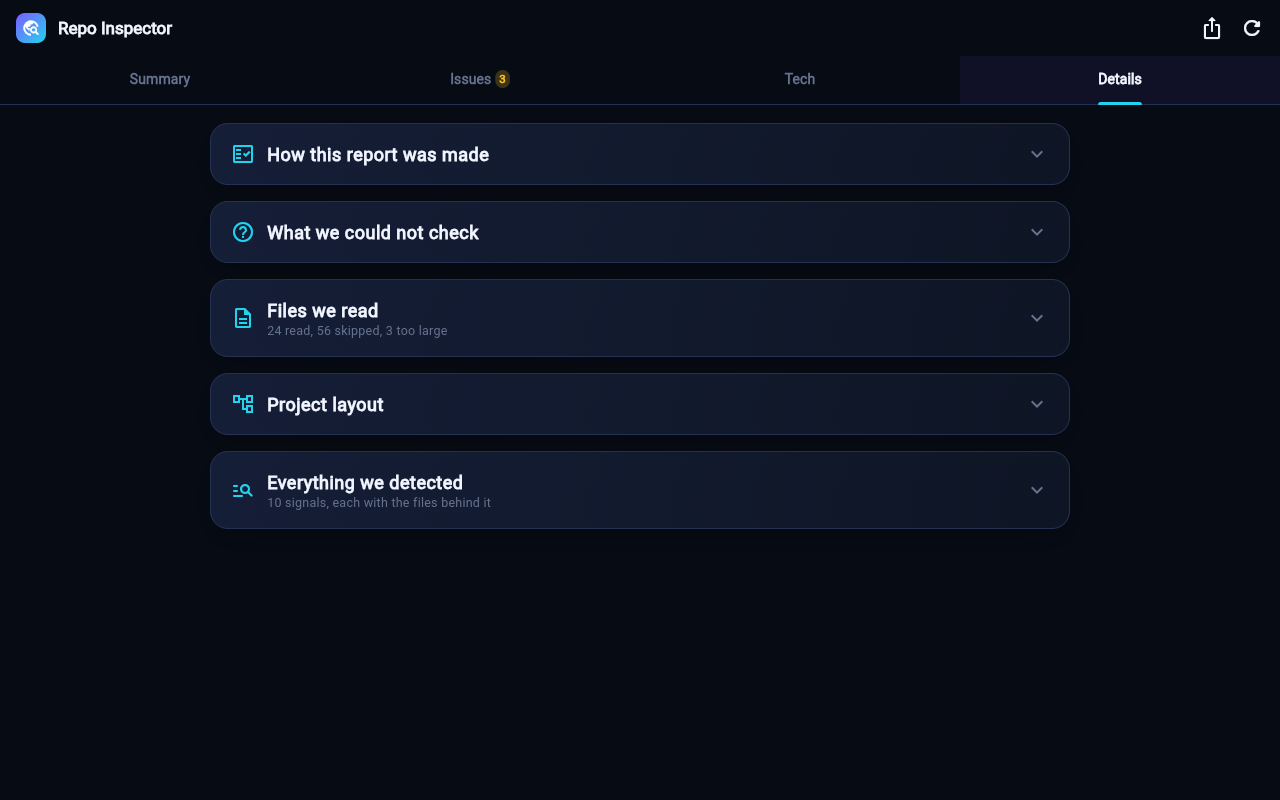 Repo Inspector
Summary
Issues 3
Tech
Details
How this report was made
What we could not check
Files we read
24 read, 56 skipped, 3 too large
Project layout
Everything we detected
10 signals, each with the files behind it